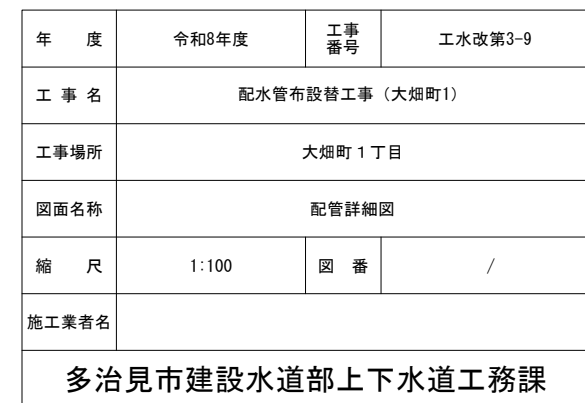 年　度 令和8年度 工事番号 工水改第3-9
工 事 名 配水管布設替工事（大畑町1）
工事場所 大畑町１丁目
図面名称 配管詳細図
縮　尺 1:100 図　番 /
施工業者名
多治見市建設水道部上下水道工務課